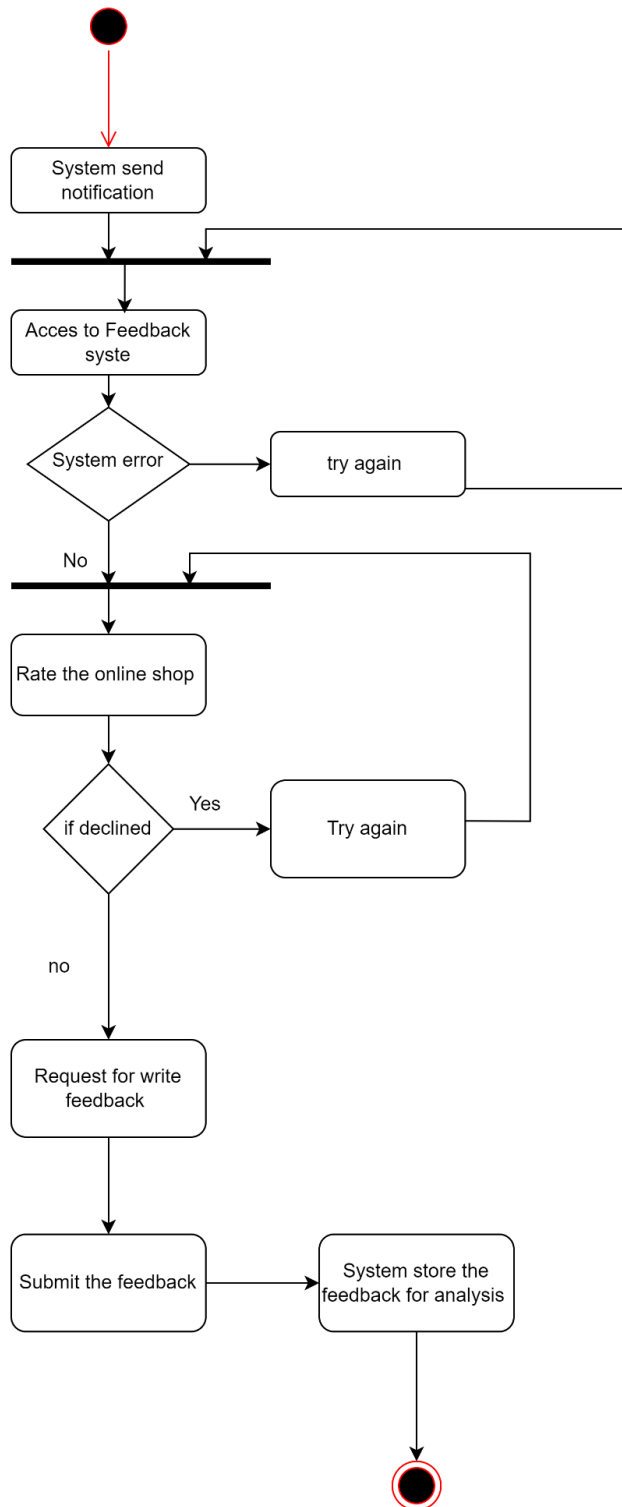 System send
notification
Acces to Feedback
syste
System error
try again
No
Rate the online shop
Yes
if declined
Try again
no
Request for write
feedback
Submit the feedback
System store the
feedback for analysis